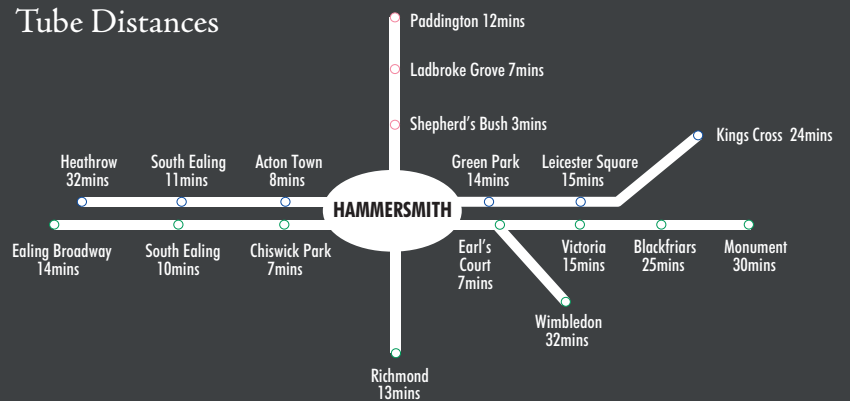 Tube Distances
Paddington 12mins
Ladbroke Grove 7mins
Shepherd's Bush 3mins
Kings Cross 24mins
Heathrow
32mins
South Ealing
11mins
Acton Town
8mins
Green Park
14mins
Leicester Square
15mins
HAMMERSMITH
Ealing Broadway
14mins
South Ealing
10mins
Chiswick Park
7mins
Earl's
Court
7mins
Victoria
15mins
Blackfriars
25mins
Monument
30mins
Wimbledon
32mins
Richmond
13mins